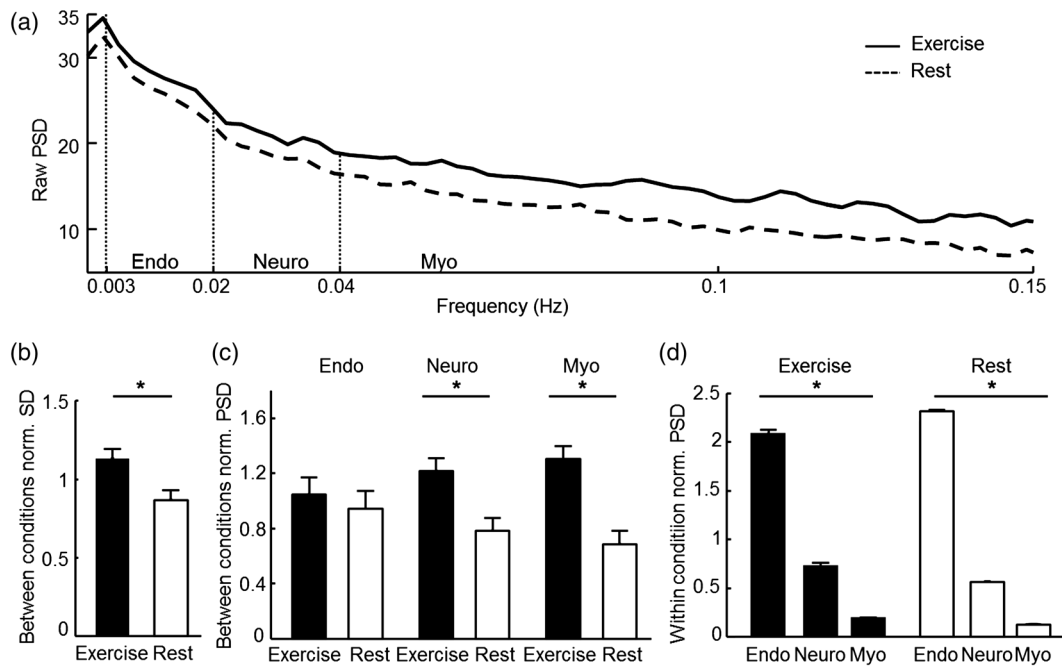 (a)
35
30
20
10
Raw PSD
Exercise
Rest
Endo
Neuro
Myo
0.003
0.02
0.04
0.1
0.15
Frequency (Hz)
(b)
*
1.5
1
0.5
0
Between conditions norm. SD
Exercise Rest
(c)
Endo
Neuro
Myo
*
*
1.6
1.2
0.8
0.4
0
Between conditions norm. PSD
Exercise Rest
Exercise Rest
Exercise Rest
(d)
Exercise
Rest
*
*
2.5
2
1.5
1
0.5
0
Within conditiion norm. PSD
Endo Neuro Myo
Endo Neuro Myo